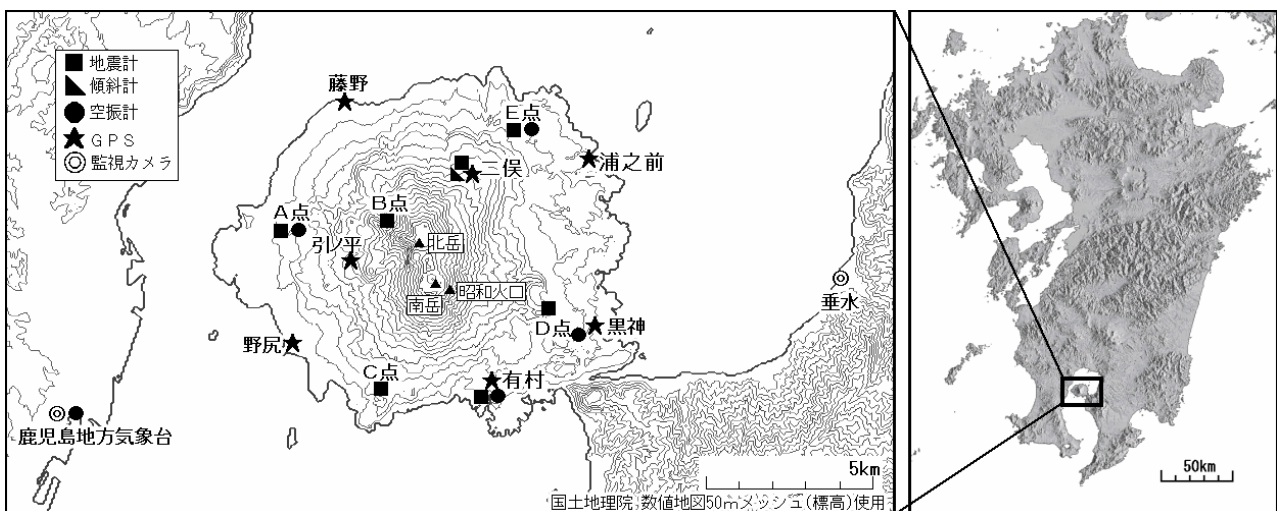 地震計
傾斜計
空振計
GPS
監視カメラ
藤野
E点
浦之前
二俣
B点
A点
北岳
引ノ平
昭和火口
南岳
垂水
D点
黒神
野尻
C点
有村
鹿児島地方気象台
5km
国土地理院 数値地図50mメッシュ(標高)使用
50km